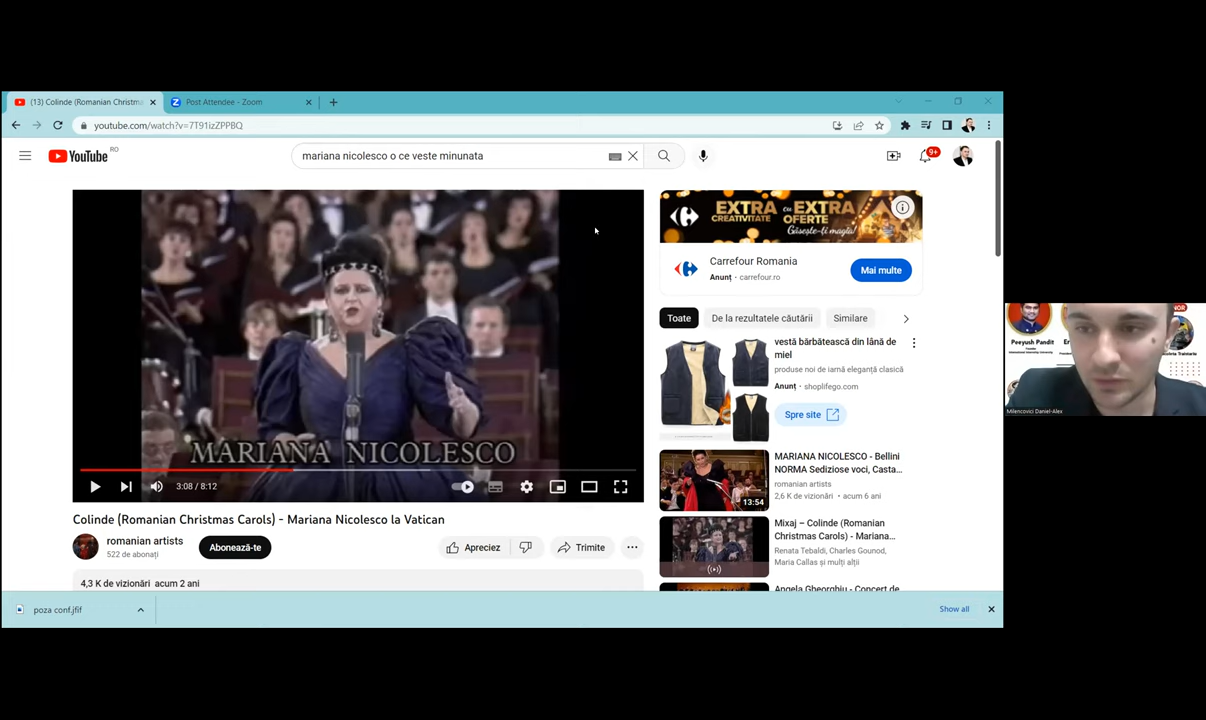 (13) Colinde (Romanian Christma
Post Attendee - Zoom
youtube.com/watch?v=7T91izZPPBQ
YouTube RO
mariana nicolesco o ce veste minunata
9+
MARIANA NICOLESCO
3:08 / 8:12
Colinde (Romanian Christmas Carols) - Mariana Nicolesco la Vatican
romanian artists
522 de abonați
Abonează-te
Apreciez
Trimite
4,3 K de vizionări acum 2 ani
EXTRA CREATIVITATE cu EXTRA OFERTE
Găsește-ți magia!
Carrefour Romania
Anunț · carrefour.ro
Mai multe
Toate
De la rezultatele căutării
Similare
vestă bărbătească din lână de
miel
produse noi de iarnă eleganță clasică
Anunț · shoplifego.com
Spre site
MARIANA NICOLESCO - Bellini
NORMA Sediziose voci, Casta...
romanian artists
2,6 K de vizionări · acum 6 ani
13:54
Mixaj – Colinde (Romanian
Christmas Carols) - Mariana...
Renata Tebaldi, Charles Gounod,
Maria Callas și mulți alții
Angela Gheorghiu - Concert de
poza conf.jfif
Show all
Peeyush Pandit
Milencovici Daniel-Alex